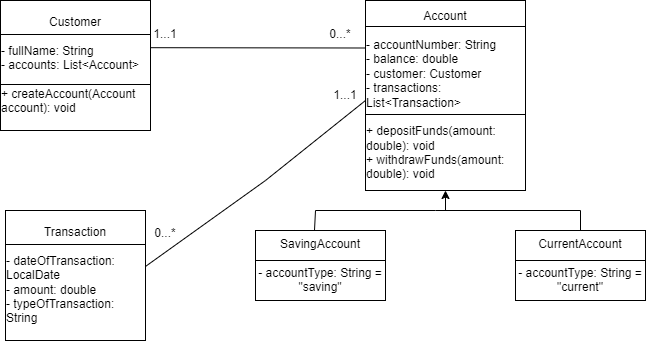 Customer
- fullName: String
- accounts: List<Account>
+ createAccount(Account
account): void
1...1
0...*
Account
- accountNumber: String
- balance: double
- customer: Customer
- transactions:
List<Transaction>
+ depositFunds(amount:
double): void
+ withdrawFunds(amount:
double): void
1...1
0...*
Transaction
- dateOfTransaction:
LocalDate
- amount: double
- typeOfTransaction:
String
SavingAccount
- accountType: String =
"saving"
CurrentAccount
- accountType: String =
"current"